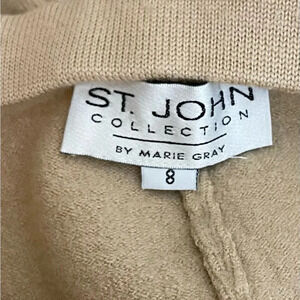 ST. JOHN
COLLECTION
BY MARIE GRAY
8